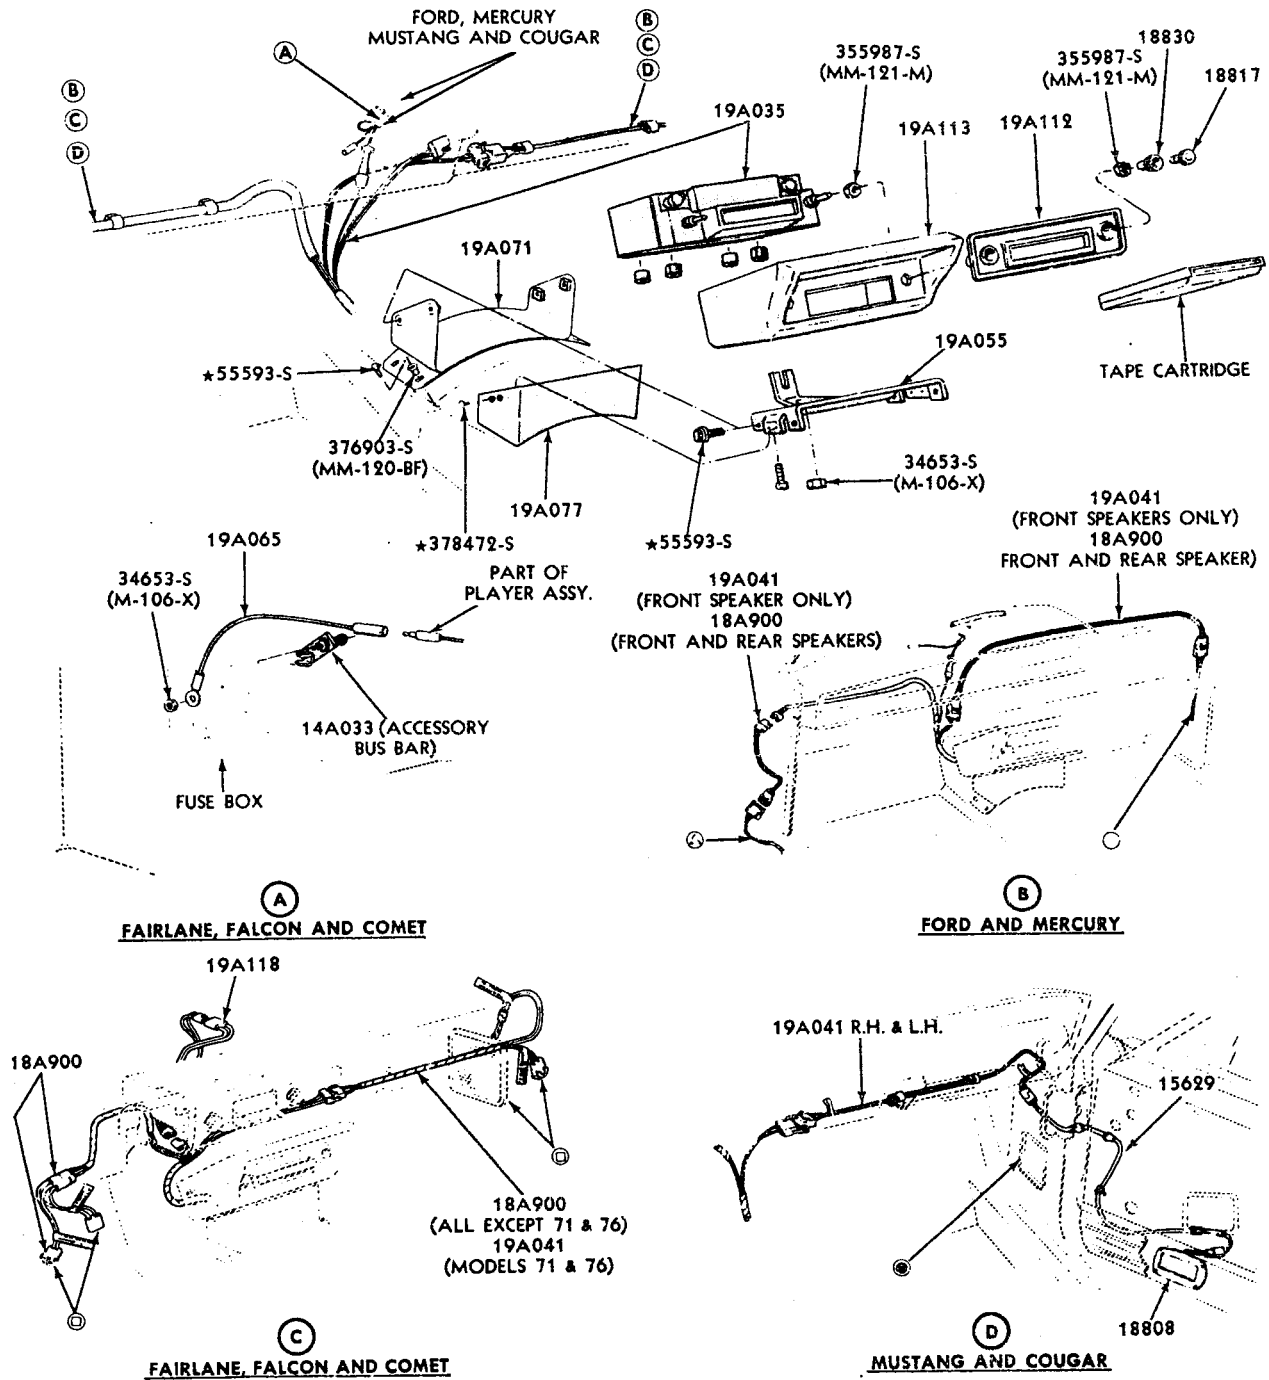 FORD, MERCURY
MUSTANG AND COUGAR
A
B
C
D
B
C
D
355987-S
(MM-121-M)
355987-S
(MM-121-M)
18830
18817
19A035
19A113
19A112
19A071
19A055
TAPE CARTRIDGE
★55593-S
376903-S
(MM-120-BF)
34653-S
(M-106-X)
19A077
★378472-S
★55593-S
19A065
34653-S
(M-106-X)
PART OF
PLAYER ASSY.
14A033 (ACCESSORY
BUS BAR)
FUSE BOX
19A041
(FRONT SPEAKERS ONLY)
18A900
FRONT AND REAR SPEAKER)
19A041
(FRONT SPEAKER ONLY)
18A900
(FRONT AND REAR SPEAKERS)
A
FAIRLANE, FALCON AND COMET
B
FORD AND MERCURY
19A118
18A900
18A900
(ALL EXCEPT 71 & 76)
19A041
(MODELS 71 & 76)
C
FAIRLANE, FALCON AND COMET
19A041 R.H. & L.H.
15629
18808
D
MUSTANG AND COUGAR